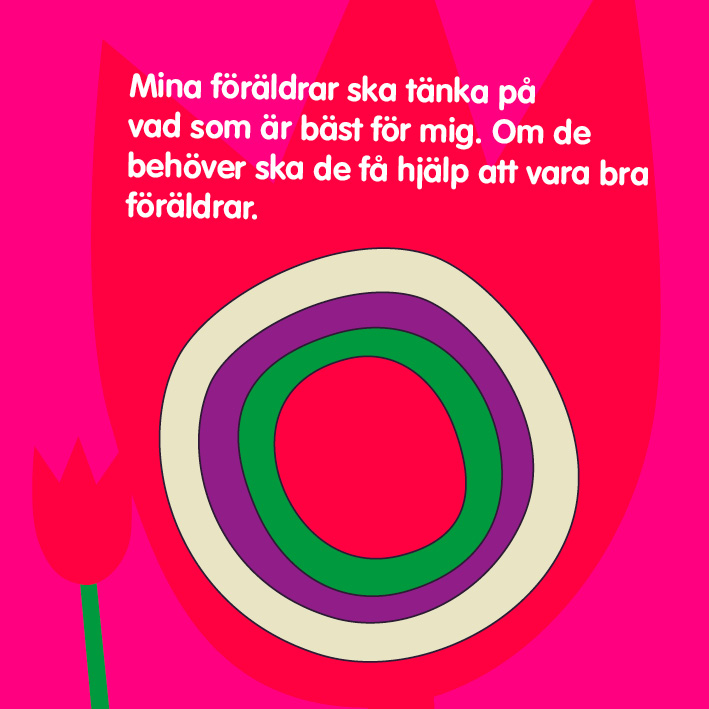 Mina föräldrar ska tänka på
vad som är bäst för mig. Om de
behöver ska de få hjälp att vara bra
föräldrar.